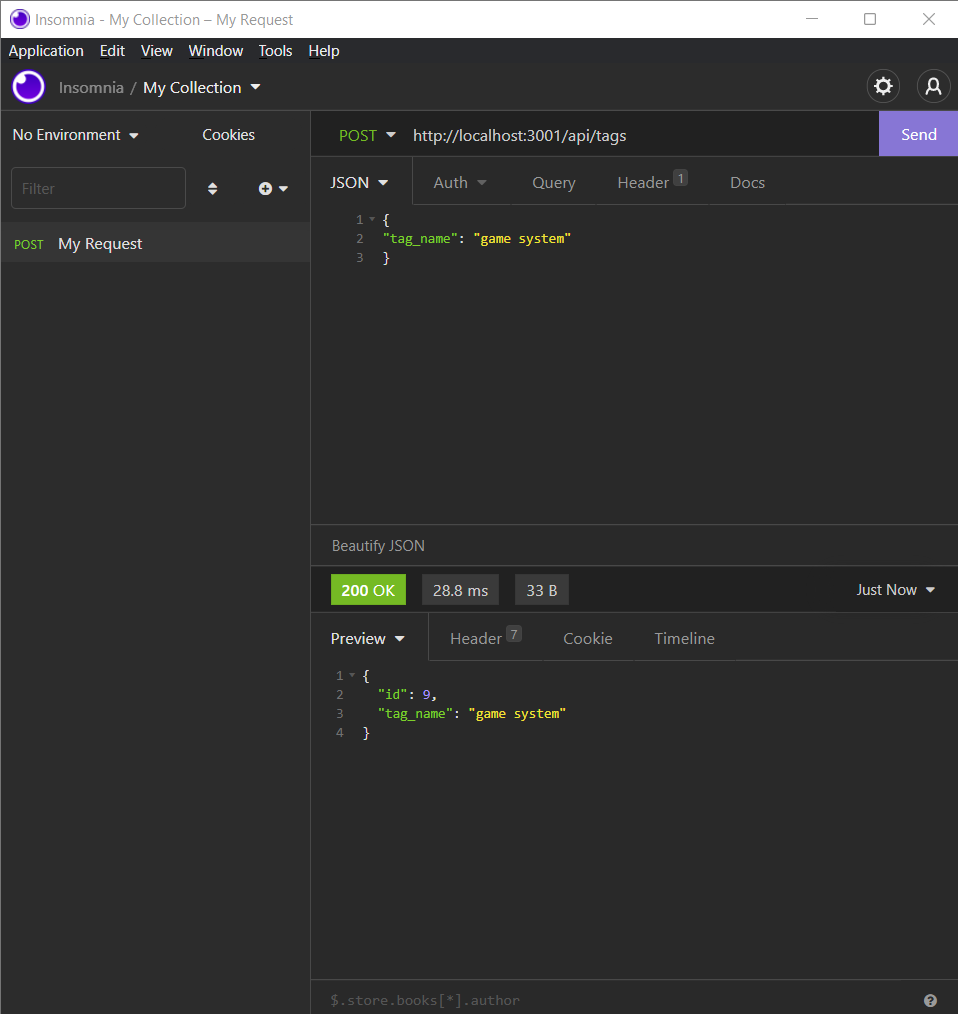 Insomnia - My Collection – My Request
Application Edit View Window Tools Help
Insomnia / My Collection
No Environment Cookies
POST http://localhost:3001/api/tags Send
Filter
JSON Auth Query Header 1 Docs
POST My Request
1 {
2 "tag_name": "game system"
3 }
Beautify JSON
200 OK 28.8 ms 33 B Just Now
Preview Header 7 Cookie Timeline
1 {
2 "id": 9,
3 "tag_name": "game system"
4 }
$.store.books[*].author ?